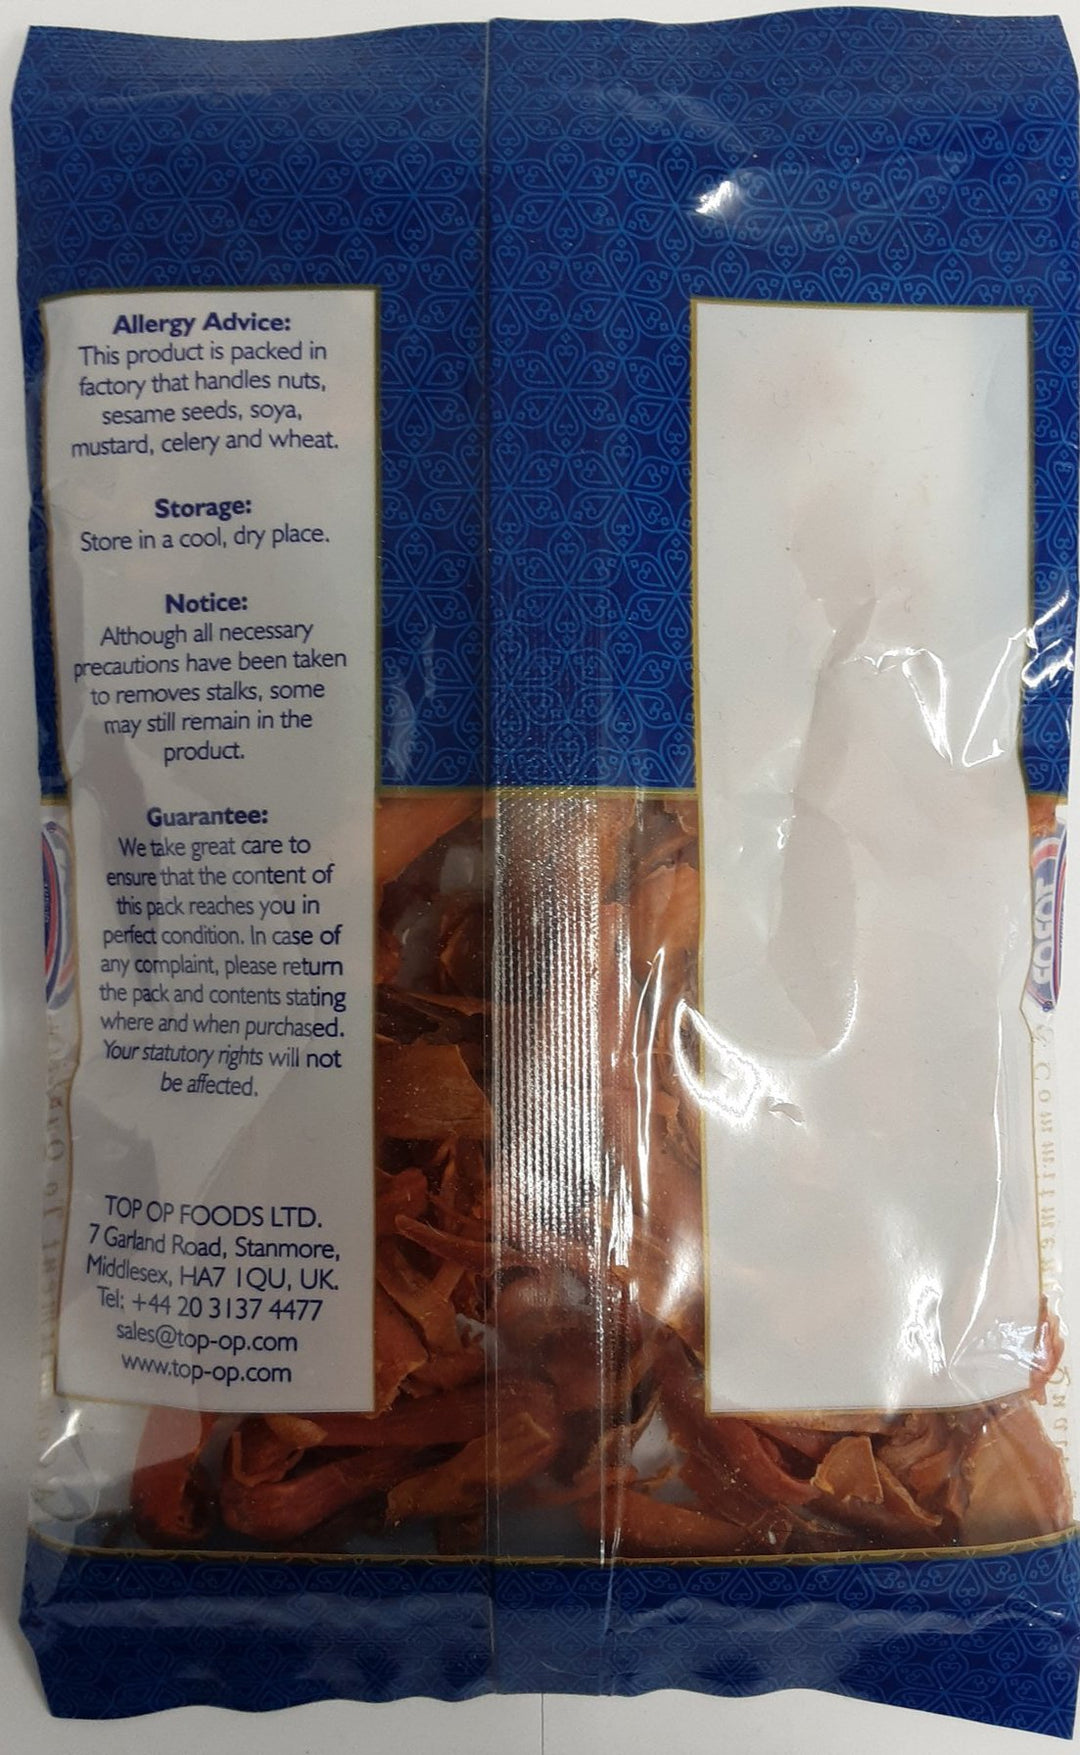 Allergy Advice:
This product is packed in
factory that handles nuts,
sesame seeds, soya,
mustard, celery and wheat.
Storage:
Store in a cool, dry place.
Notice:
Although all necessary
precautions have been taken
to removes stalks, some
may still remain in the
product.
Guarantee:
We take great care to
ensure that the content of
this pack reaches you in
perfect condition. In case of
any complaint, please return
the pack and contents stating
where and when purchased.
Your statutory rights will not
be affected.
TOP OP FOODS LTD.
7 Garland Road, Stanmore,
Middlesex, HA7 1QU, UK.
Tel: +44 20 3137 4477
sales@top-op.com
www.top-op.com